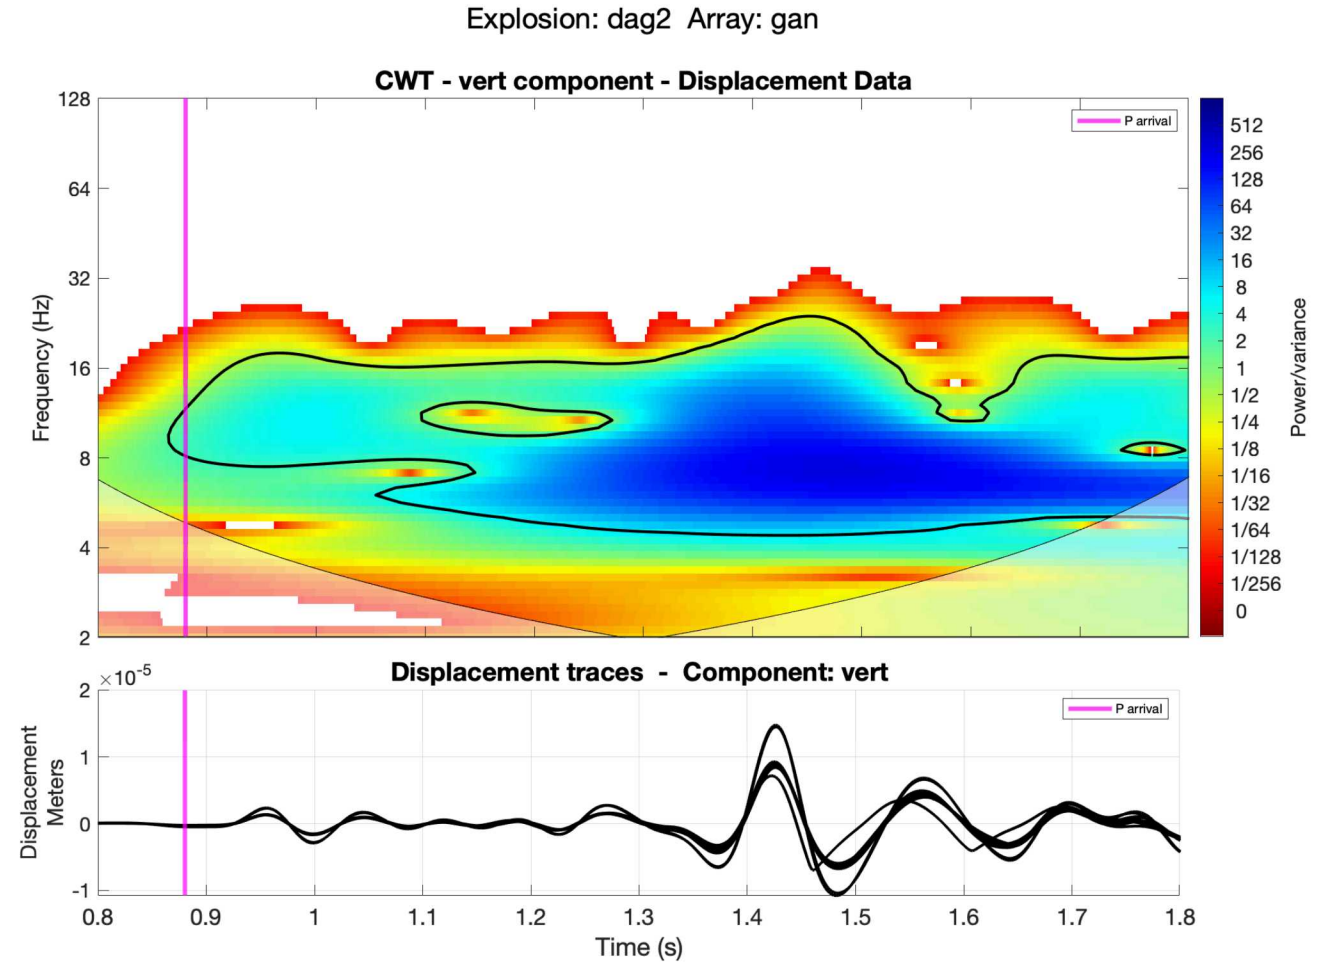 Explosion: dag2 Array: gan
CWT - vert component - Displacement Data
128
64
32
16
8
4
2
Frequency (Hz)
P arrival
512
256
128
64
32
16
8
4
2
1
1/2
1/4
1/8
1/16
1/32
1/64
1/128
1/256
0
Power/variance
Displacement traces - Component: vert
×10⁻⁵
2
1
0
-1
Displacement
Meters
P arrival
0.8 0.9 1 1.1 1.2 1.3 1.4 1.5 1.6 1.7 1.8
Time (s)